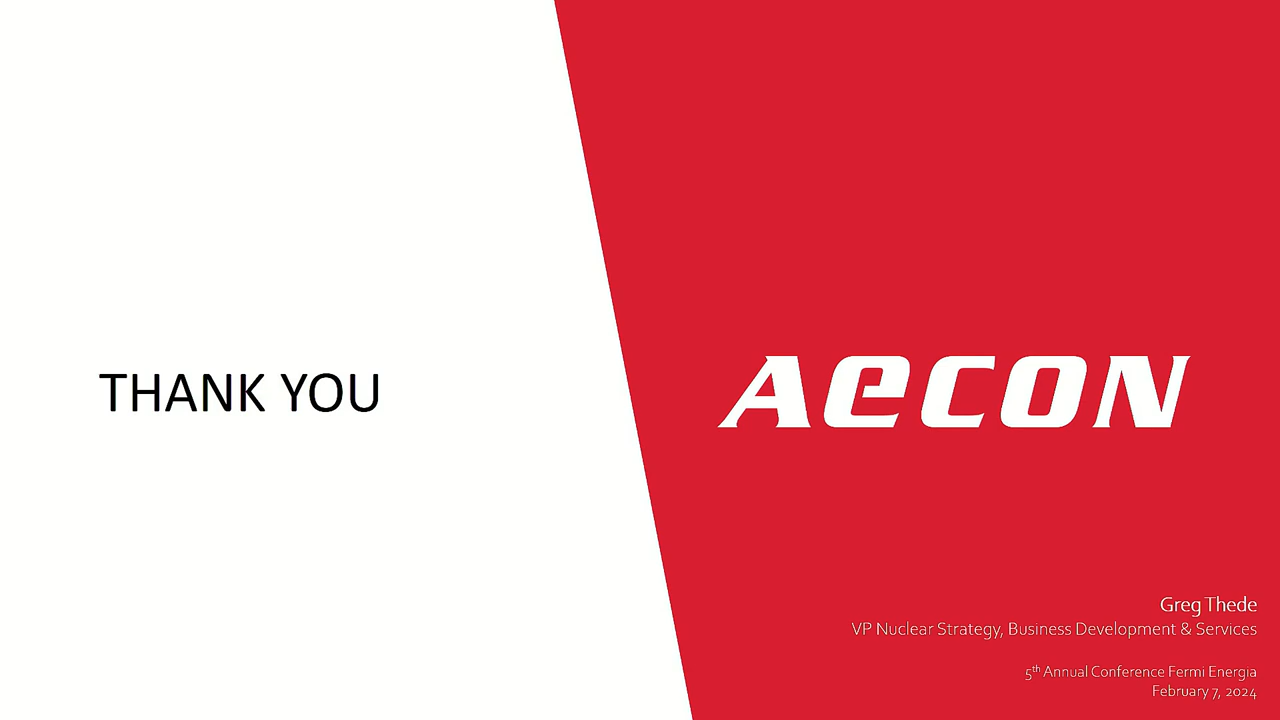 THANK YOU
AECON
Greg Thede
VP Nuclear Strategy, Business Development & Services
5th Annual Conference Fermi Energia
February 7, 2024